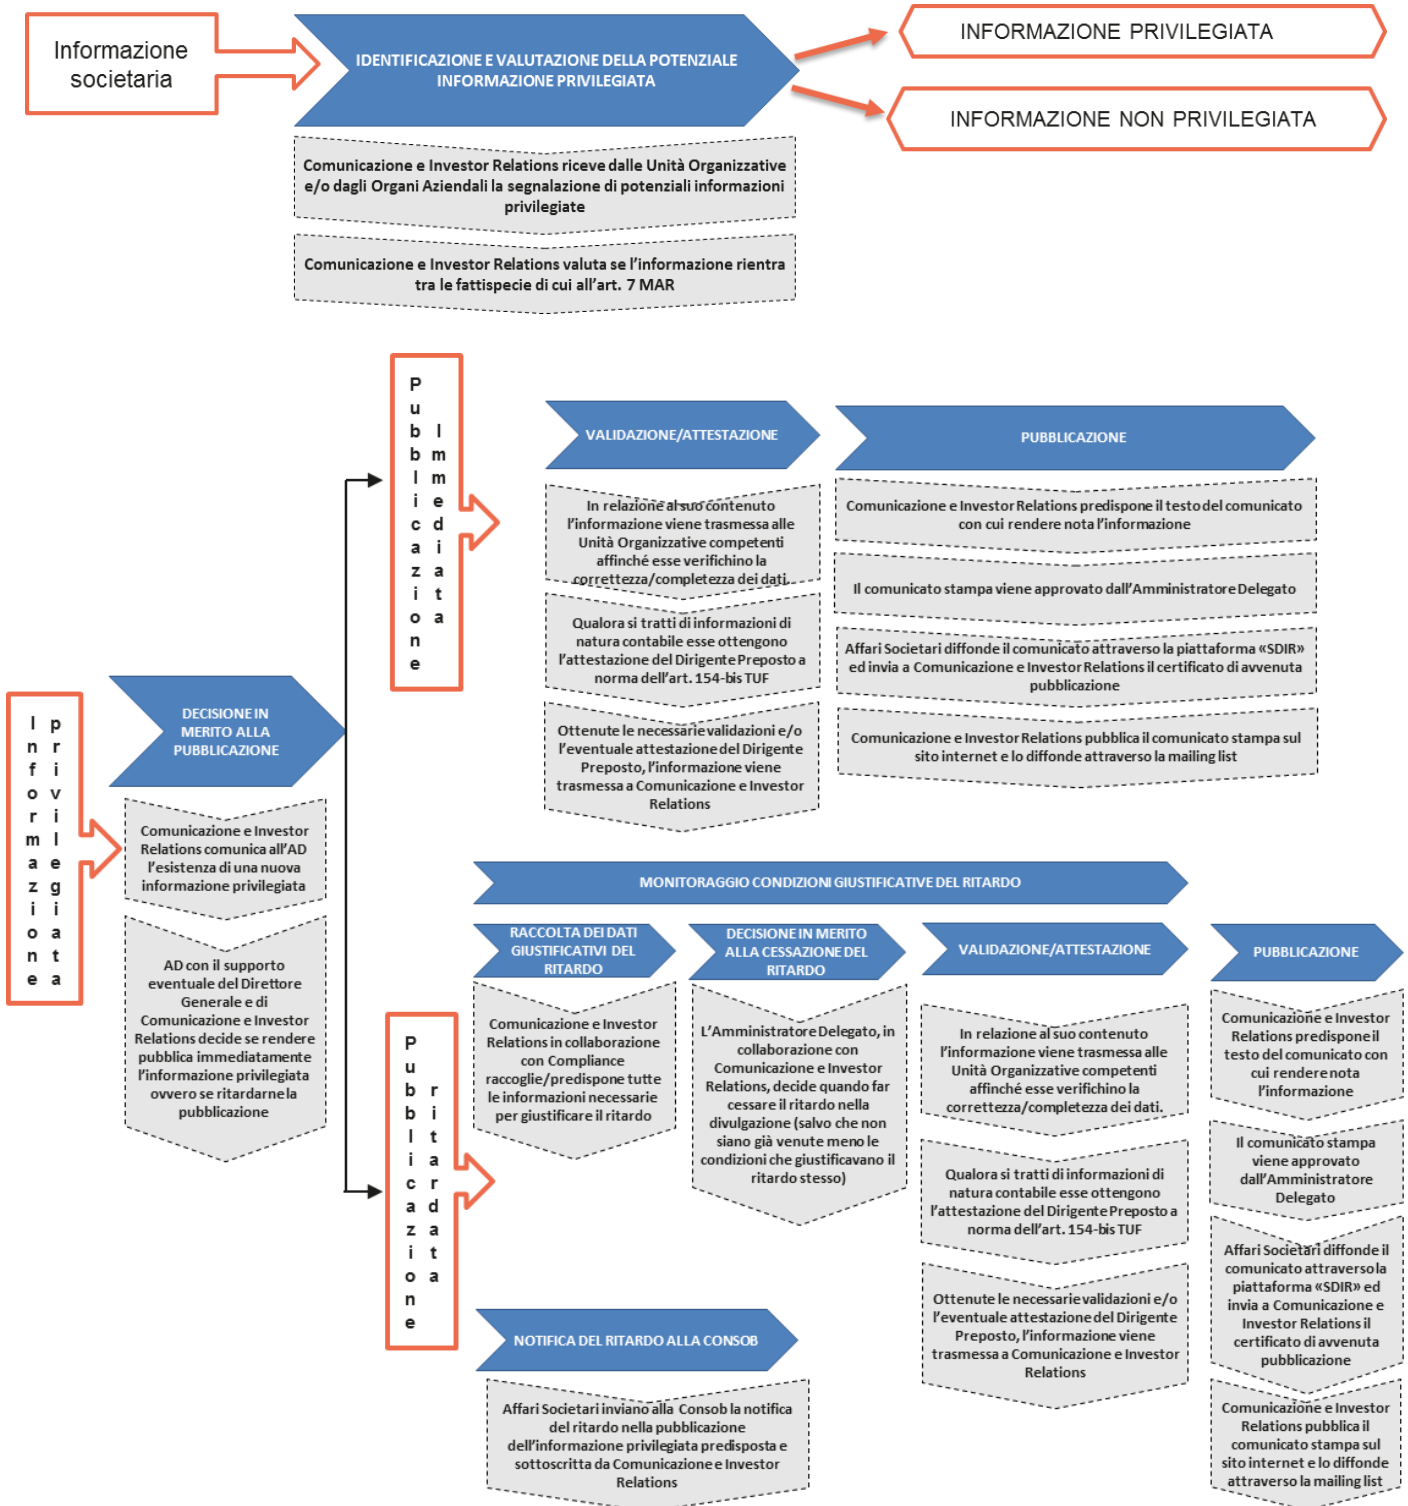 Informazione
societaria
IDENTIFICAZIONE E VALUTAZIONE DELLA POTENZIALE
INFORMAZIONE PRIVILEGIATA
INFORMAZIONE PRIVILEGIATA
INFORMAZIONE NON PRIVILEGIATA
Comunicazione e Investor Relations riceve dalle Unità Organizzative
e/o dagli Organi Aziendali la segnalazione di potenziali informazioni
privilegiate
Comunicazione e Investor Relations valuta se l’informazione rientra
tra le fattispecie di cui all’art. 7 MAR
Informazione
privilegiata
DECISIONE IN
MERITO ALLA
PUBBLICAZIONE
Comunicazione e Investor
Relations comunica all’AD
l’esistenza di una nuova
informazione privilegiata
AD con il supporto
eventuale del Direttore
Generale e di
Comunicazione e Investor
Relations decide se rendere
pubblica immediatamente
l’informazione privilegiata
ovvero se ritardarne la
pubblicazione
Pubblicazione
Immediata
VALIDAZIONE/ATTESTAZIONE
In relazione al suo contenuto
l’informazione viene trasmessa alle
Unità Organizzative competenti
affinché esse verifichino la
correttezza/completezza dei dati.
Qualora si tratti di informazioni di
natura contabile esse ottengono
l’attestazione del Dirigente Preposto a
norma dell’art. 154-bis TUF
Ottenute le necessarie validazioni e/o
l’eventuale attestazione del Dirigente
Preposto, l’informazione viene
trasmessa a Comunicazione e Investor
Relations
PUBBLICAZIONE
Comunicazione e Investor Relations predispone il testo del comunicato
con cui rendere nota l’informazione
Il comunicato stampa viene approvato dall’Amministratore Delegato
Affari Societari diffonde il comunicato attraverso la piattaforma «SDIR»
ed invia a Comunicazione e Investor Relations il certificato di avvenuta
pubblicazione
Comunicazione e Investor Relations pubblica il comunicato stampa sul
sito internet e lo diffonde attraverso la mailing list
Pubblicazione
ritardata
MONITORAGGIO CONDIZIONI GIUSTIFICATIVE DEL RITARDO
RACCOLTA DEI DATI
GIUSTIFICATIVI DEL
RITARDO
Comunicazione e Investor
Relations in collaborazione
con Compliance
raccoglie/predispone tutte
le informazioni necessarie
per giustificare il ritardo
DECISIONE IN MERITO
ALLA CESSAZIONE DEL
RITARDO
L’Amministratore Delegato, in
collaborazione con
Comunicazione e Investor
Relations, decide quando far
cessare il ritardo nella
divulgazione (salvo che non
siano già venute meno le
condizioni che giustificavano il
ritardo stesso)
VALIDAZIONE/ATTESTAZIONE
In relazione al suo contenuto
l’informazione viene trasmessa alle
Unità Organizzative competenti
affinché esse verifichino la
correttezza/completezza dei dati.
Qualora si tratti di informazioni di
natura contabile esse ottengono
l’attestazione del Dirigente Preposto a
norma dell’art. 154-bis TUF
Ottenute le necessarie validazioni e/o
l’eventuale attestazione del Dirigente
Preposto, l’informazione viene
trasmessa a Comunicazione e Investor
Relations
PUBBLICAZIONE
Comunicazione e Investor
Relations predispone il
testo del comunicato con
cui rendere nota
l’informazione
Il comunicato stampa
viene approvato
dall’Amministratore
Delegato
Affari Societari diffonde il
comunicato attraverso la
piattaforma «SDIR» ed
invia a Comunicazione e
Investor Relations il
certificato di avvenuta
pubblicazione
Comunicazione e Investor
Relations pubblica il
comunicato stampa sul
sito internet e lo diffonde
attraverso la mailing list
NOTIFICA DEL RITARDO ALLA CONSOB
Affari Societari inviano alla Consob la notifica
del ritardo nella pubblicazione
dell’informazione privilegiata predisposta e
sottoscritta da Comunicazione e Investor
Relations